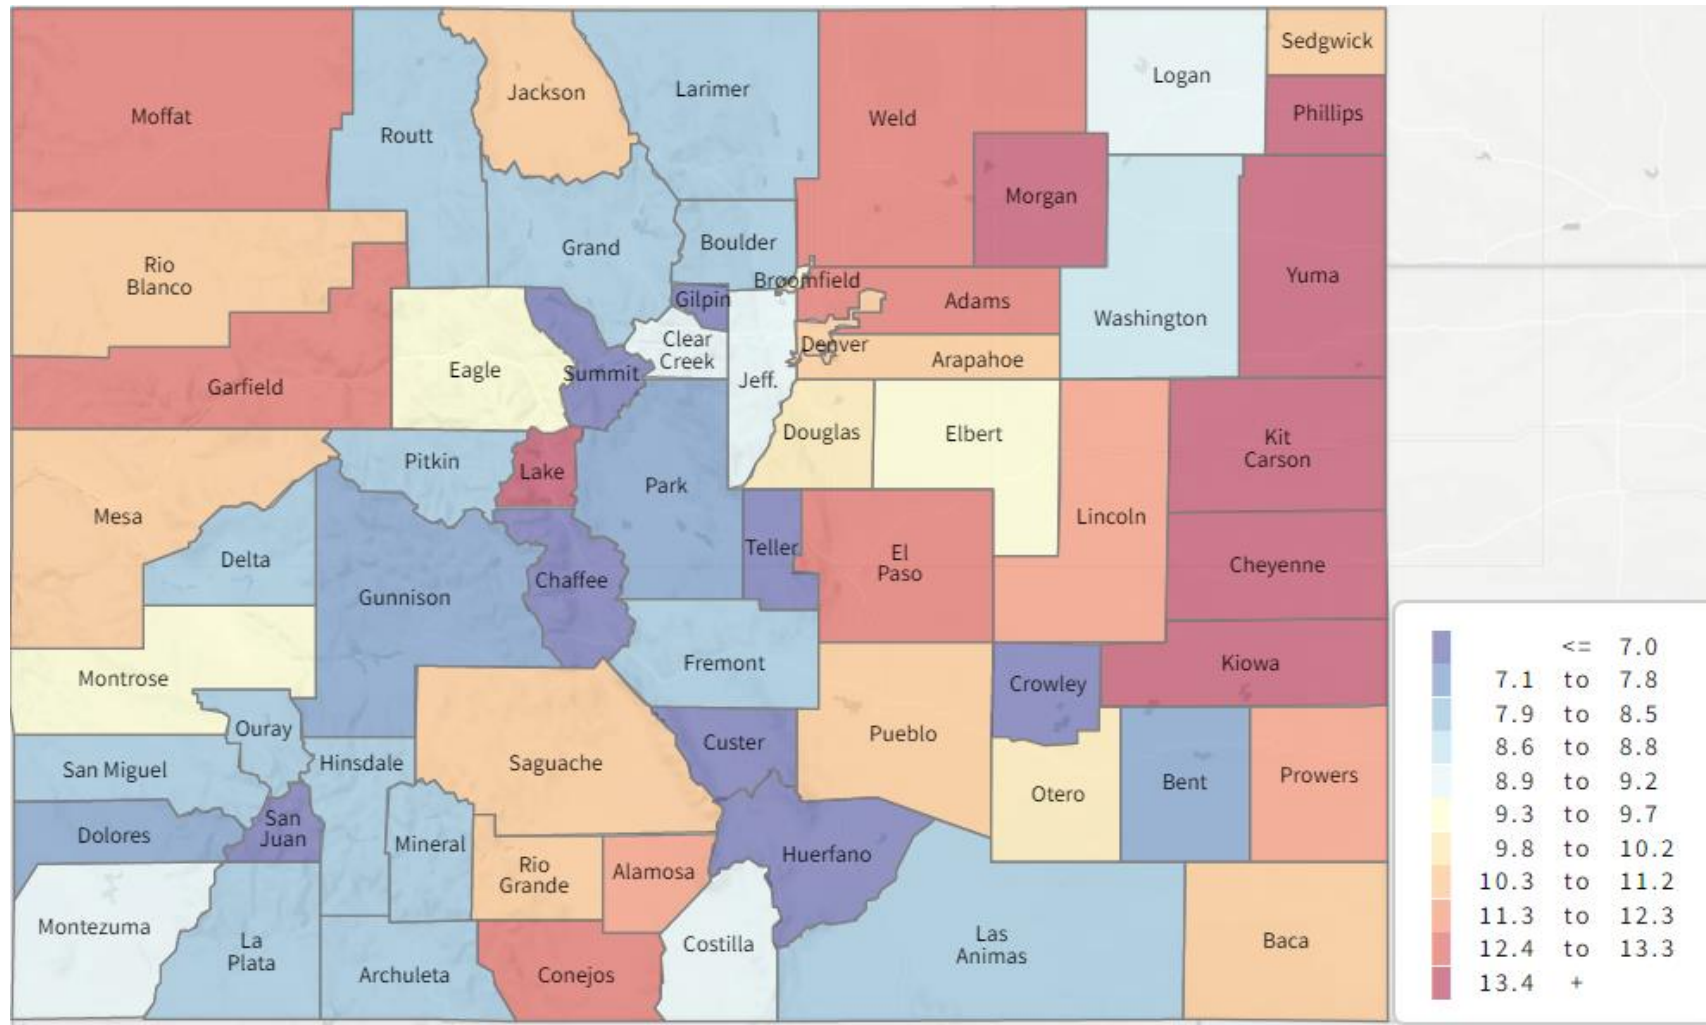 Sedgwick
Logan
Jackson
Larimer
Phillips
Moffat
Weld
Routt
Morgan
Boulder
Grand
Rio
Blanco
Yuma
Broomfield
Gilpin
Adams
Washington
Clear
Creek
Denver
Arapahoe
Eagle
Summit
Jeff.
Garfield
Douglas
Elbert
Kit
Carson
Pitkin
Lake
Park
Mesa
Lincoln
Teller
El
Paso
Delta
Cheyenne
Chaffee
Gunnison
Fremont
Kiowa
Montrose
Crowley
Ouray
Custer
Pueblo
San Miguel
Hinsdale
Saguache
Prowers
Bent
Otero
San
Juan
Dolores
Mineral
Huerfano
Rio
Grande
Alamosa
Montezuma
La
Plata
Costilla
Las
Animas
Baca
Archuleta
Conejos
<= 7.0
7.1 to 7.8
7.9 to 8.5
8.6 to 8.8
8.9 to 9.2
9.3 to 9.7
9.8 to 10.2
10.3 to 11.2
11.3 to 12.3
12.4 to 13.3
13.4 +